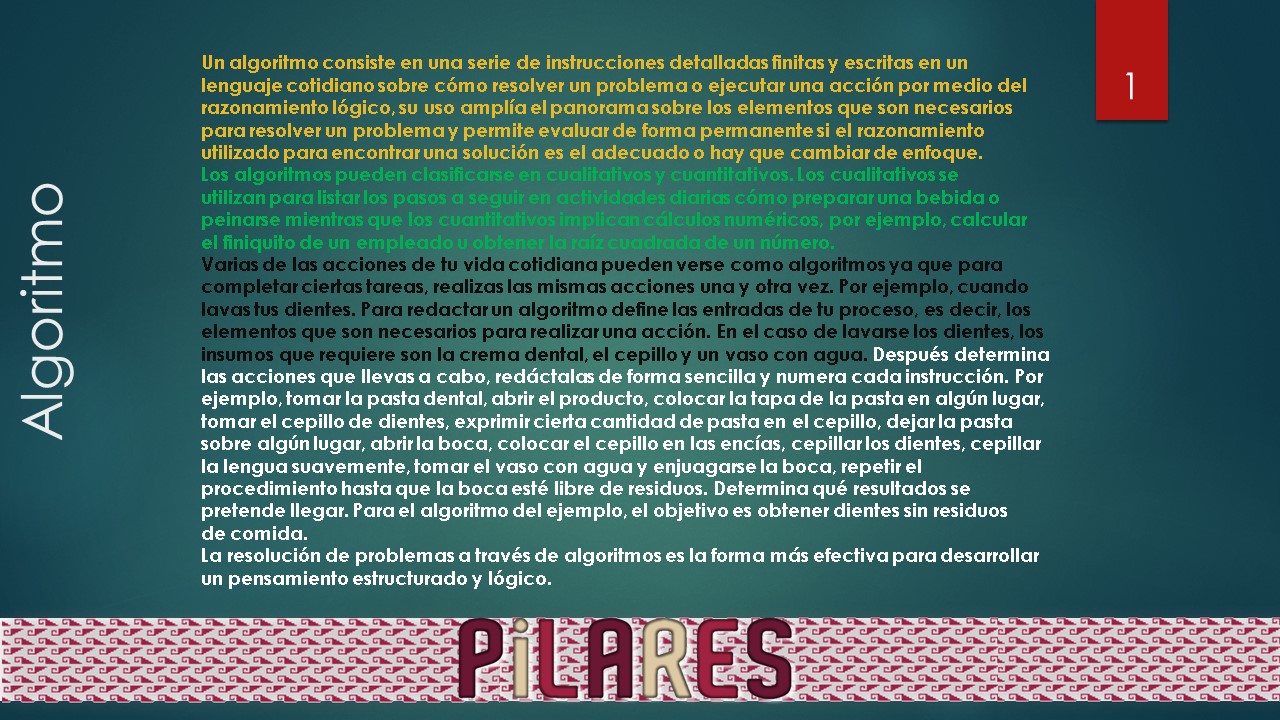 Algoritmo
1
Un algoritmo consiste en una serie de instrucciones detalladas finitas y escritas en un
lenguaje cotidiano sobre cómo resolver un problema o ejecutar una acción por medio del
razonamiento lógico, su uso amplía el panorama sobre los elementos que son necesarios
para resolver un problema y permite evaluar de forma permanente si el razonamiento
utilizado para encontrar una solución es el adecuado o hay que cambiar de enfoque.
Los algoritmos pueden clasificarse en cualitativos y cuantitativos. Los cualitativos se
utilizan para listar los pasos a seguir en actividades diarias cómo preparar una bebida o
peinarse mientras que los cuantitativos implican cálculos numéricos, por ejemplo, calcular
el finiquito de un empleado u obtener la raíz cuadrada de un número.
Varias de las acciones de tu vida cotidiana pueden verse como algoritmos ya que para
completar ciertas tareas, realizas las mismas acciones una y otra vez. Por ejemplo, cuando
lavas tus dientes. Para redactar un algoritmo define las entradas de tu proceso, es decir, los
elementos que son necesarios para realizar una acción. En el caso de lavarse los dientes, los
insumos que requiere son la crema dental, el cepillo y un vaso con agua. Después determina
las acciones que llevas a cabo, redáctalas de forma sencilla y numera cada instrucción. Por
ejemplo, tomar la pasta dental, abrir el producto, colocar la tapa de la pasta en algún lugar,
tomar el cepillo de dientes, exprimir cierta cantidad de pasta en el cepillo, dejar la pasta
sobre algún lugar, abrir la boca, colocar el cepillo en las encías, cepillar los dientes, cepillar
la lengua suavemente, tomar el vaso con agua y enjuagarse la boca, repetir el
procedimiento hasta que la boca esté libre de residuos. Determina qué resultados se
pretende llegar. Para el algoritmo del ejemplo, el objetivo es obtener dientes sin residuos
de comida.
La resolución de problemas a través de algoritmos es la forma más efectiva para desarrollar
un pensamiento estructurado y lógico.
PiLARES